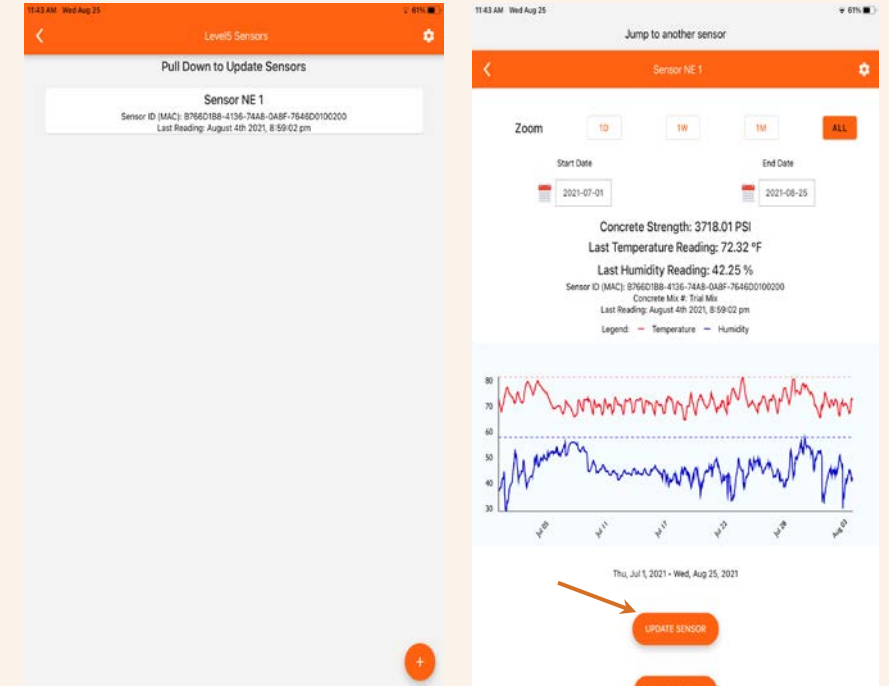 11:43 AM Wed Aug 25
61%
Level5 Sensors
Pull Down to Update Sensors
Sensor NE 1
Sensor ID (MAC): B766D1B8-4136-74A8-0A8F-7646D0100200
Last Reading: August 4th 2021, 8:59:02 pm
+
11:43 AM Wed Aug 25
61%
Jump to another sensor
Sensor NE 1
Zoom
1D
1W
1M
ALL
Start Date
End Date
2021-07-01
2021-08-25
Concrete Strength: 3718.01 PSI
Last Temperature Reading: 72.32 °F
Last Humidity Reading: 42.25 %
Sensor ID (MAC): B766D1B8-4136-74A8-0A8F-7646D0100200
Concrete Mix #: Trial Mix
Last Reading: August 4th 2021, 8:59:02 pm
Legend: Temperature Humidity
80
70
60
50
40
30
Jul 05
Jul 11
Jul 17
Jul 23
Jul 28
Aug 03
Thu, Jul 1, 2021 - Wed, Aug 25, 2021
UPDATE SENSOR